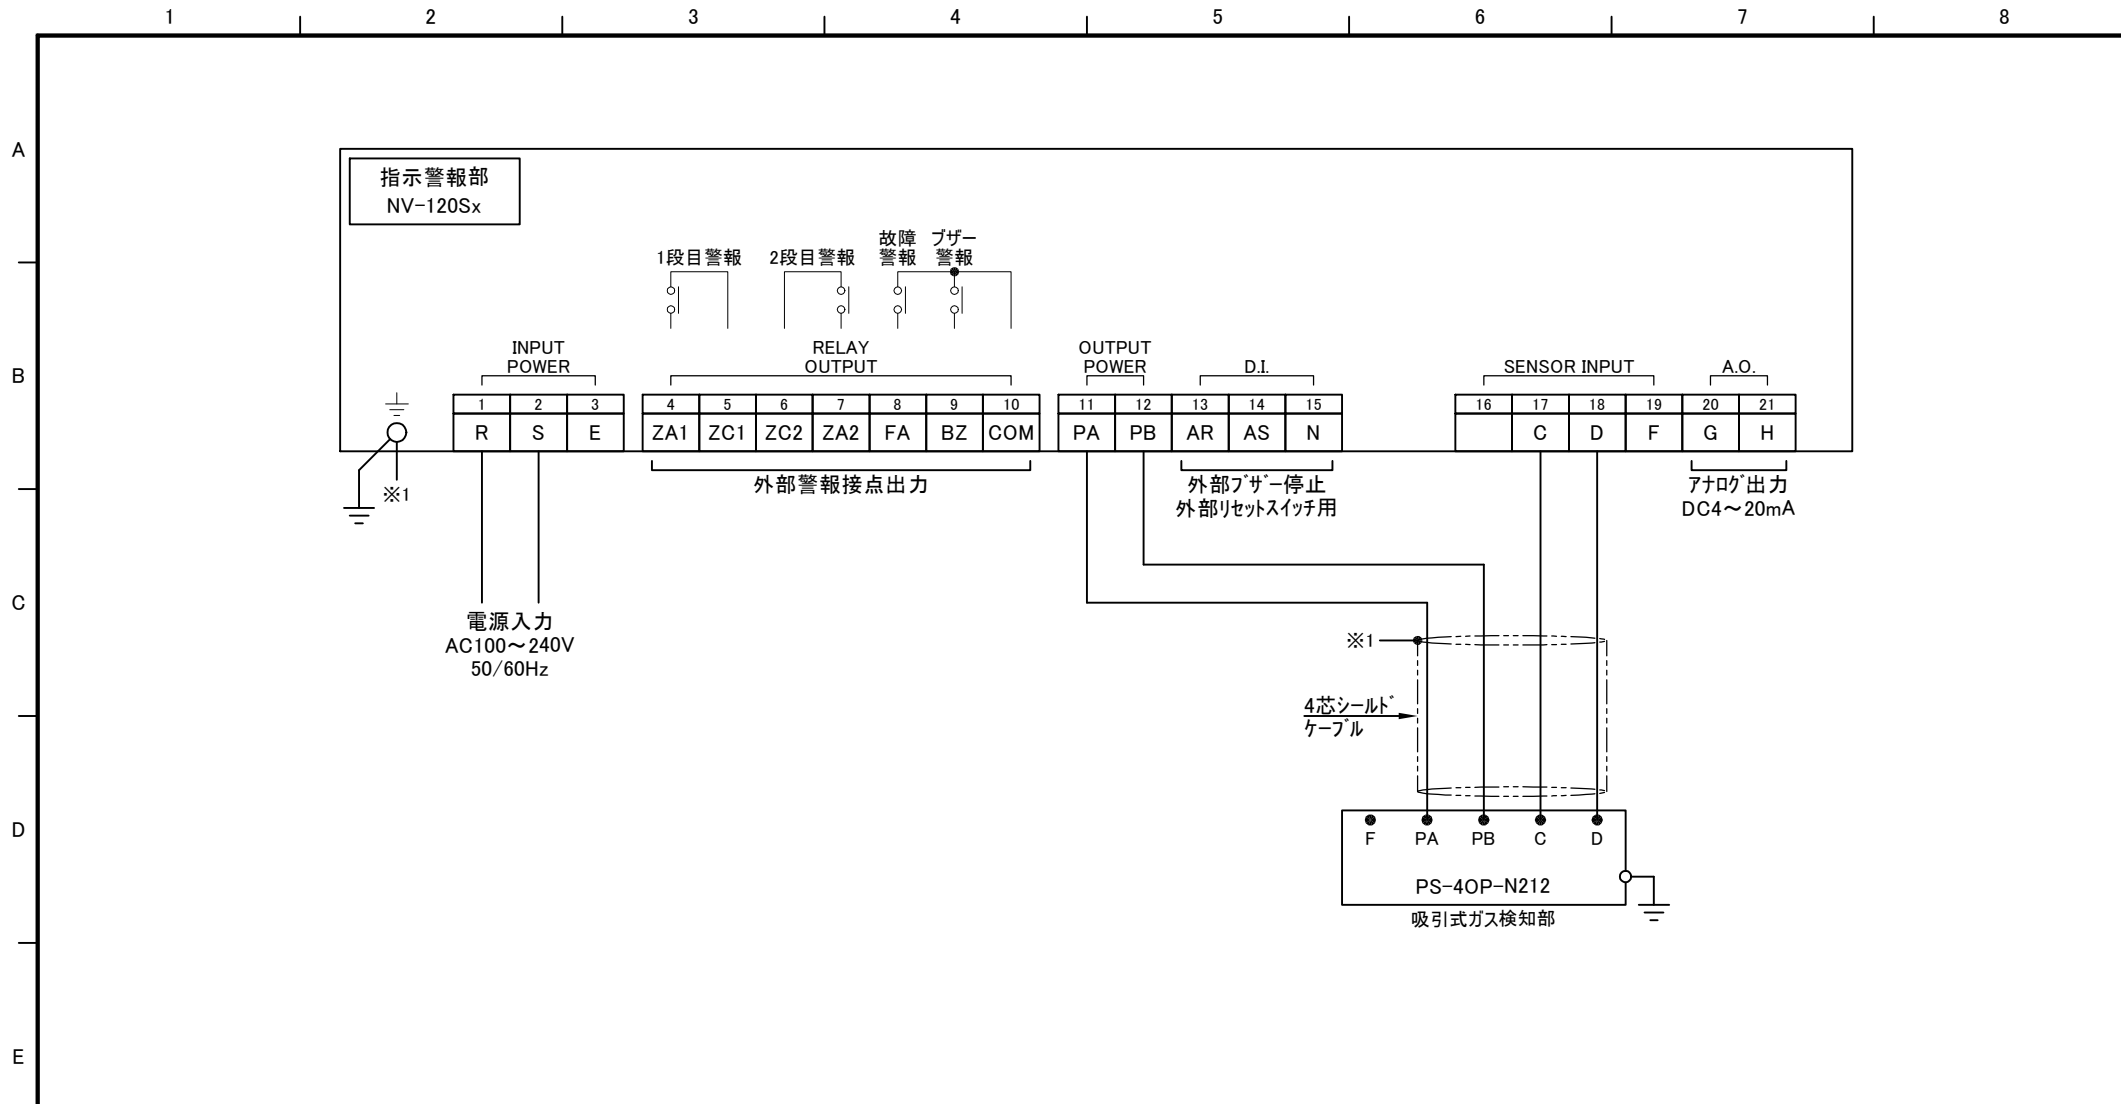 1 2 3 4 5 6 7 8
A
指示警報部
NV-120Sx
1段目警報 2段目警報 故障警報 ブザー警報
B
INPUT POWER
RELAY OUTPUT
OUTPUT POWER
D.I.
SENSOR INPUT
A.O.
1 2 3 4 5 6 7 8 9 10 11 12 13 14 15 16 17 18 19 20 21
R S E ZA1 ZC1 ZC2 ZA2 FA BZ COM PA PB AR AS N C D F G H
※1
外部警報接点出力
外部ブザー停止
外部リセットスイッチ用
アナログ出力
DC4～20mA
C
電源入力
AC100～240V
50/60Hz
※1
4芯シールド
ケーブル
D
F PA PB C D
PS-4OP-N212
吸引式ガス検知部
E